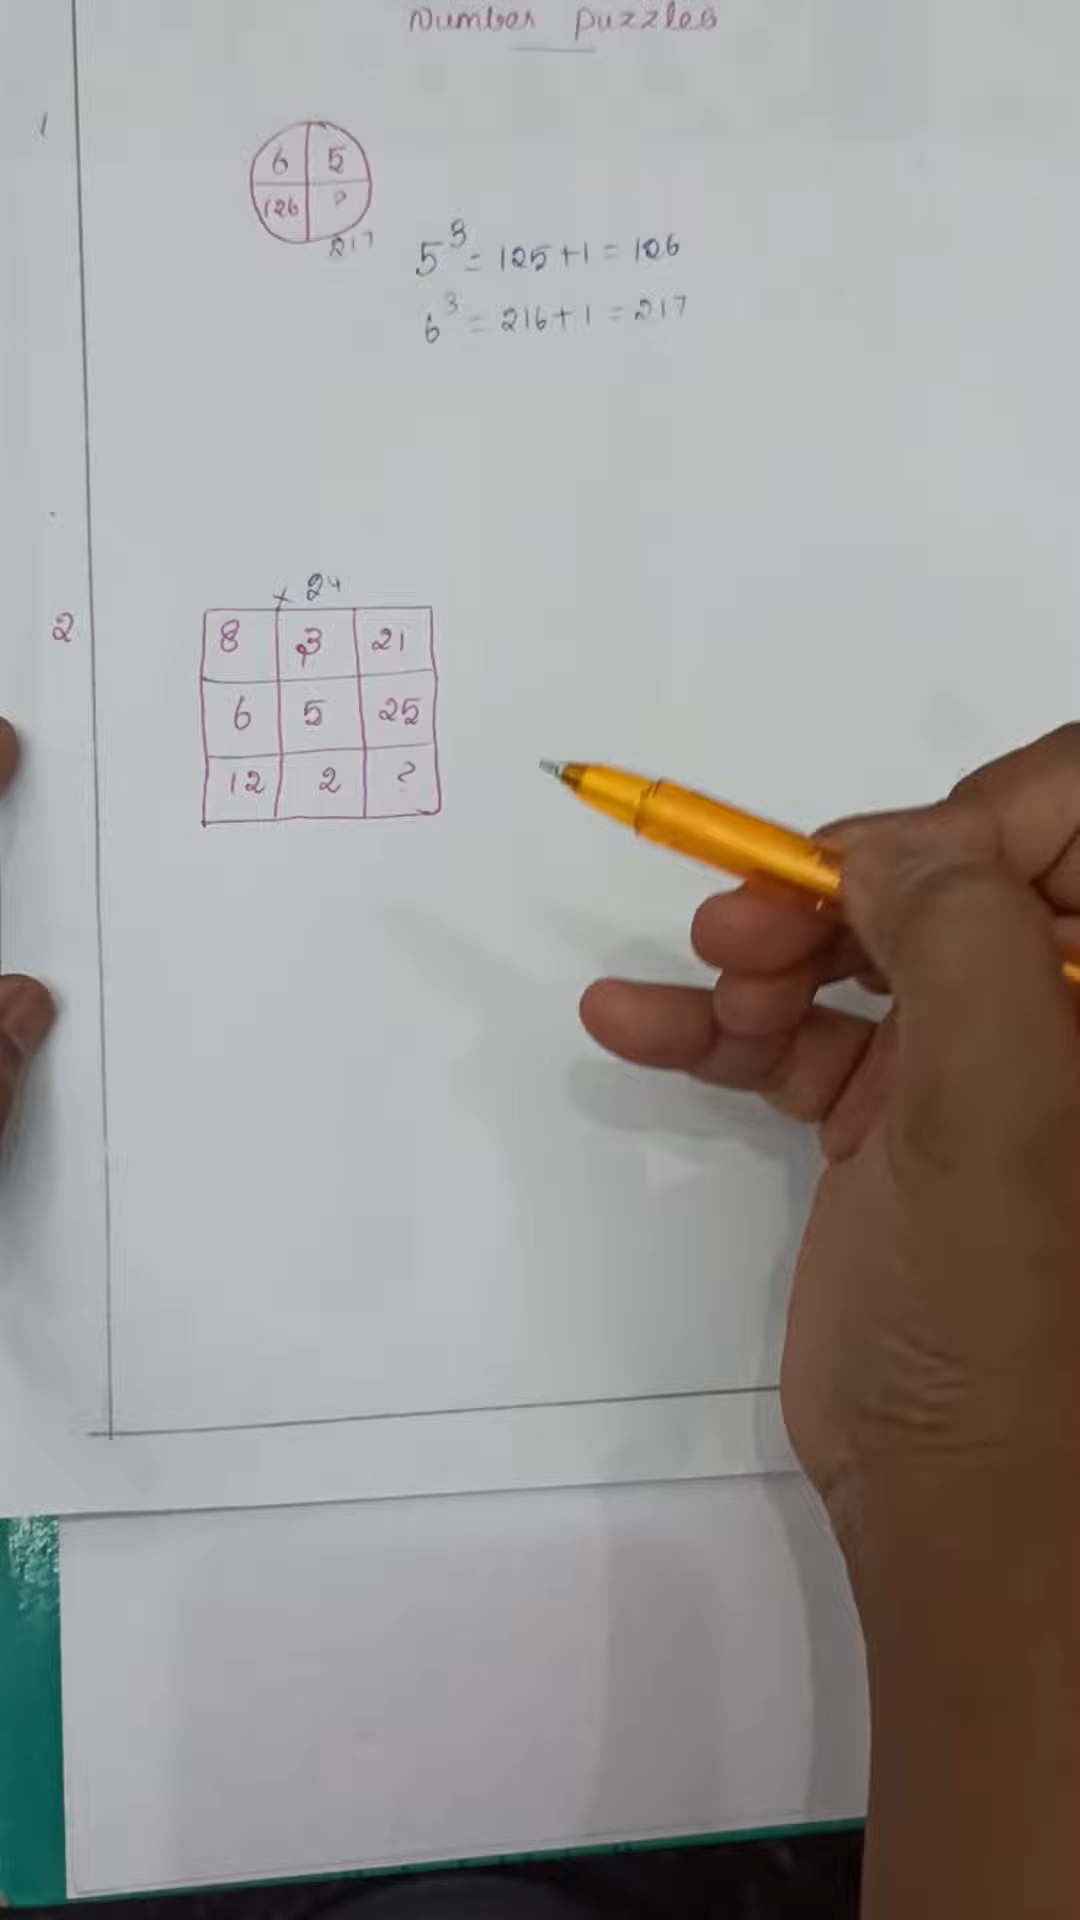 Number Puzzles
1
6 5
126 ?
217
5³ = 125 + 1 = 126
6³ = 216 + 1 = 217
x 24
2
8 3 21
6 5 25
12 2 ?